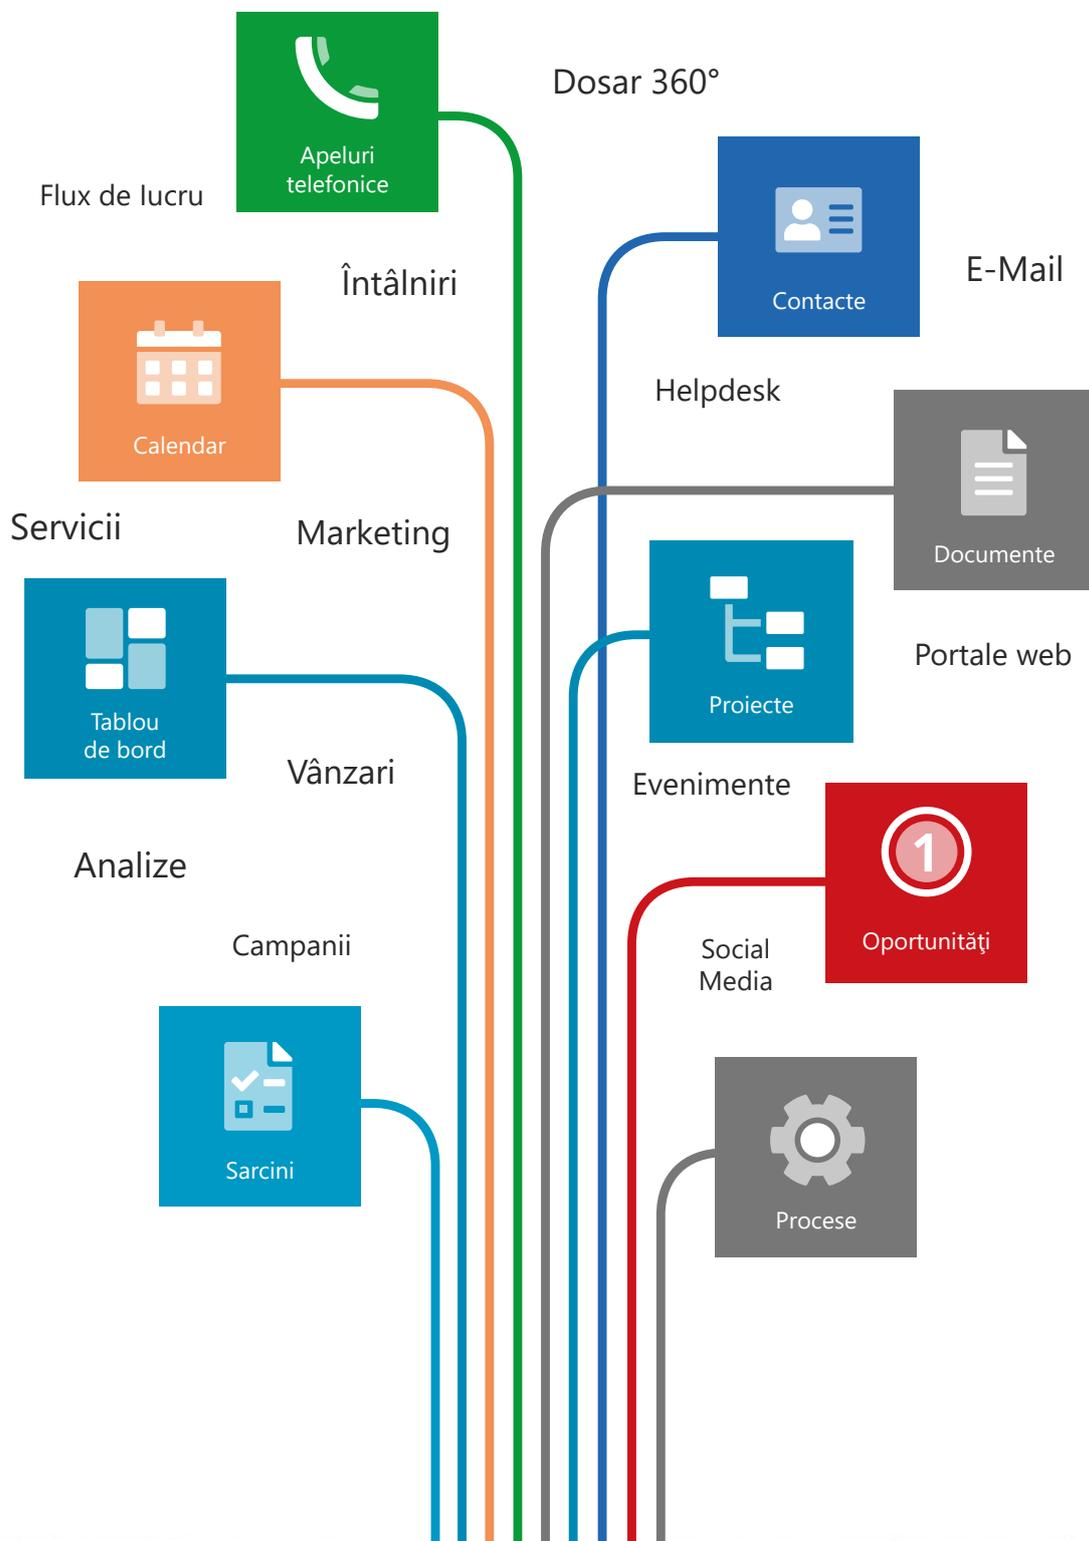 Dosar 360°
Apeluri
telefonice
Flux de lucru
Întâlniri
E-Mail
Contacte
Helpdesk
Calendar
Servicii
Marketing
Documente
Portale web
Proiecte
Tablou
de bord
Vânzari
Evenimente
Analize
1
Oportunităţi
Campanii
Social
Media
Sarcini
Procese